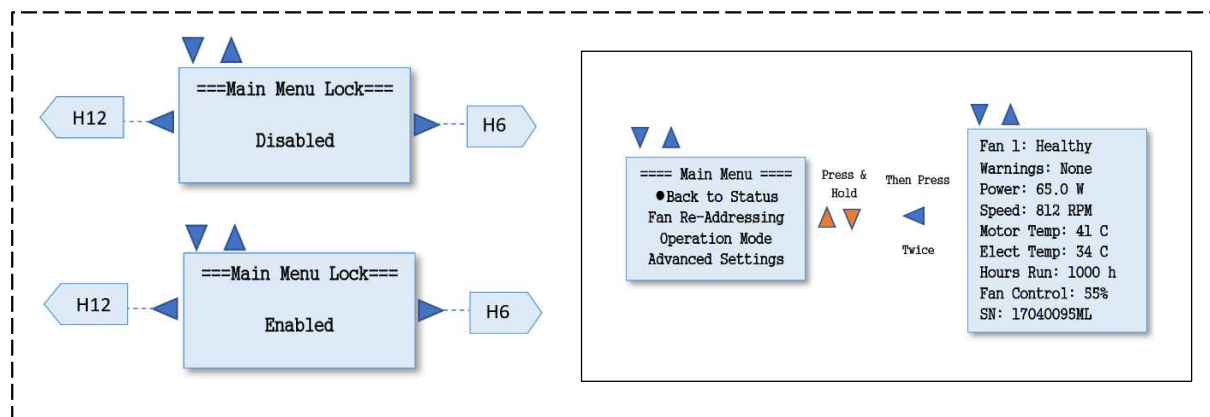 ===Main Menu Lock===
H12
Disabled
H6
===Main Menu Lock===
H12
Enabled
H6
==== Main Menu ====
●Back to Status
Fan Re-Addressing
Operation Mode
Advanced Settings
Press &
Hold
Then Press
Twice
Fan 1: Healthy
Warnings: None
Power: 65.0 W
Speed: 812 RPM
Motor Temp: 41 C
Elect Temp: 34 C
Hours Run: 1000 h
Fan Control: 55%
SN: 17040095ML